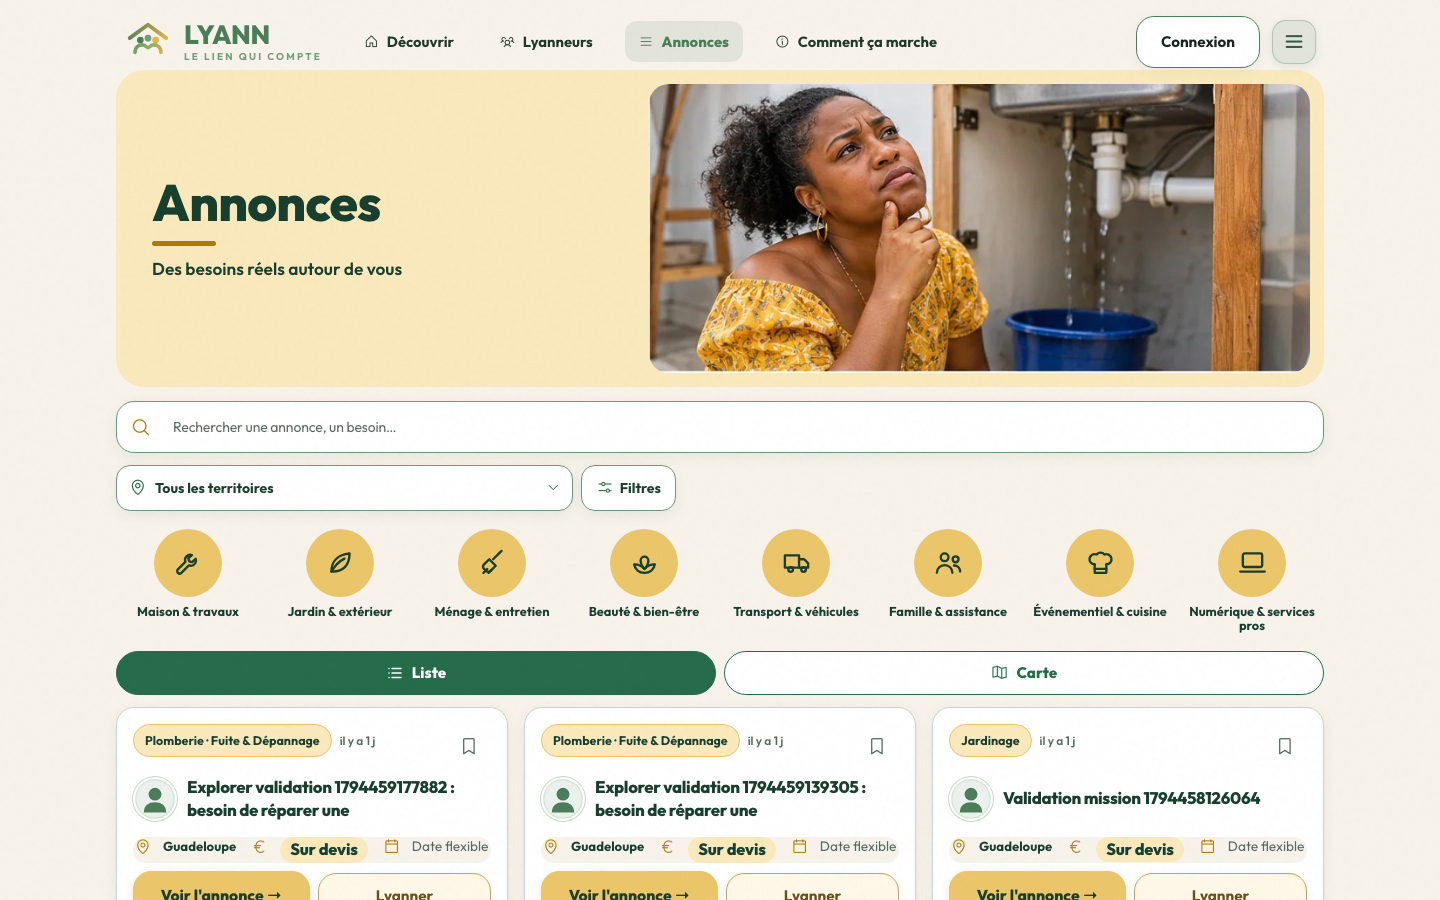 LYANN
LE LIEN QUI COMPTE
Découvrir
Lyanneurs
Annonces
Comment ça marche
Connexion
Annonces
Des besoins réels autour de vous
Rechercher une annonce, un besoin...
Tous les territoires
Filtres
Maison & travaux
Jardin & extérieur
Ménage & entretien
Beauté & bien-être
Transport & véhicules
Famille & assistance
Événementiel & cuisine
Numérique & services
pros
Liste
Carte
Plomberie · Fuite & Dépannage
il y a 1 j
Explorer validation 1794459177882 :
besoin de réparer une
Guadeloupe
€ Sur devis
Date flexible
Voir l'annonce →
Lyanner
Plomberie · Fuite & Dépannage
il y a 1 j
Explorer validation 1794459139305 :
besoin de réparer une
Guadeloupe
€ Sur devis
Date flexible
Voir l'annonce →
Lyanner
Jardinage
il y a 1 j
Validation mission 1794458126064
Guadeloupe
€ Sur devis
Date flexible
Voir l'annonce →
Lyanner